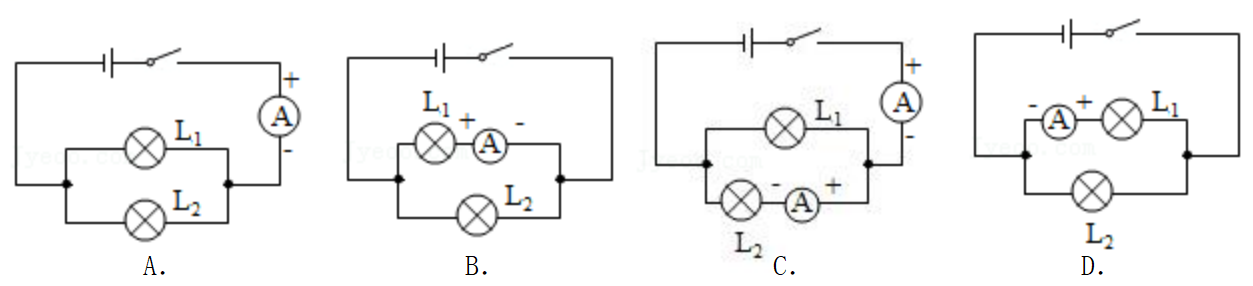 +
A
-
L₁
L₂
A.
L₁
+ A -
L₂
B.
+
A
-
L₁
- A +
L₂
C.
- A + L₁
L₂
D.